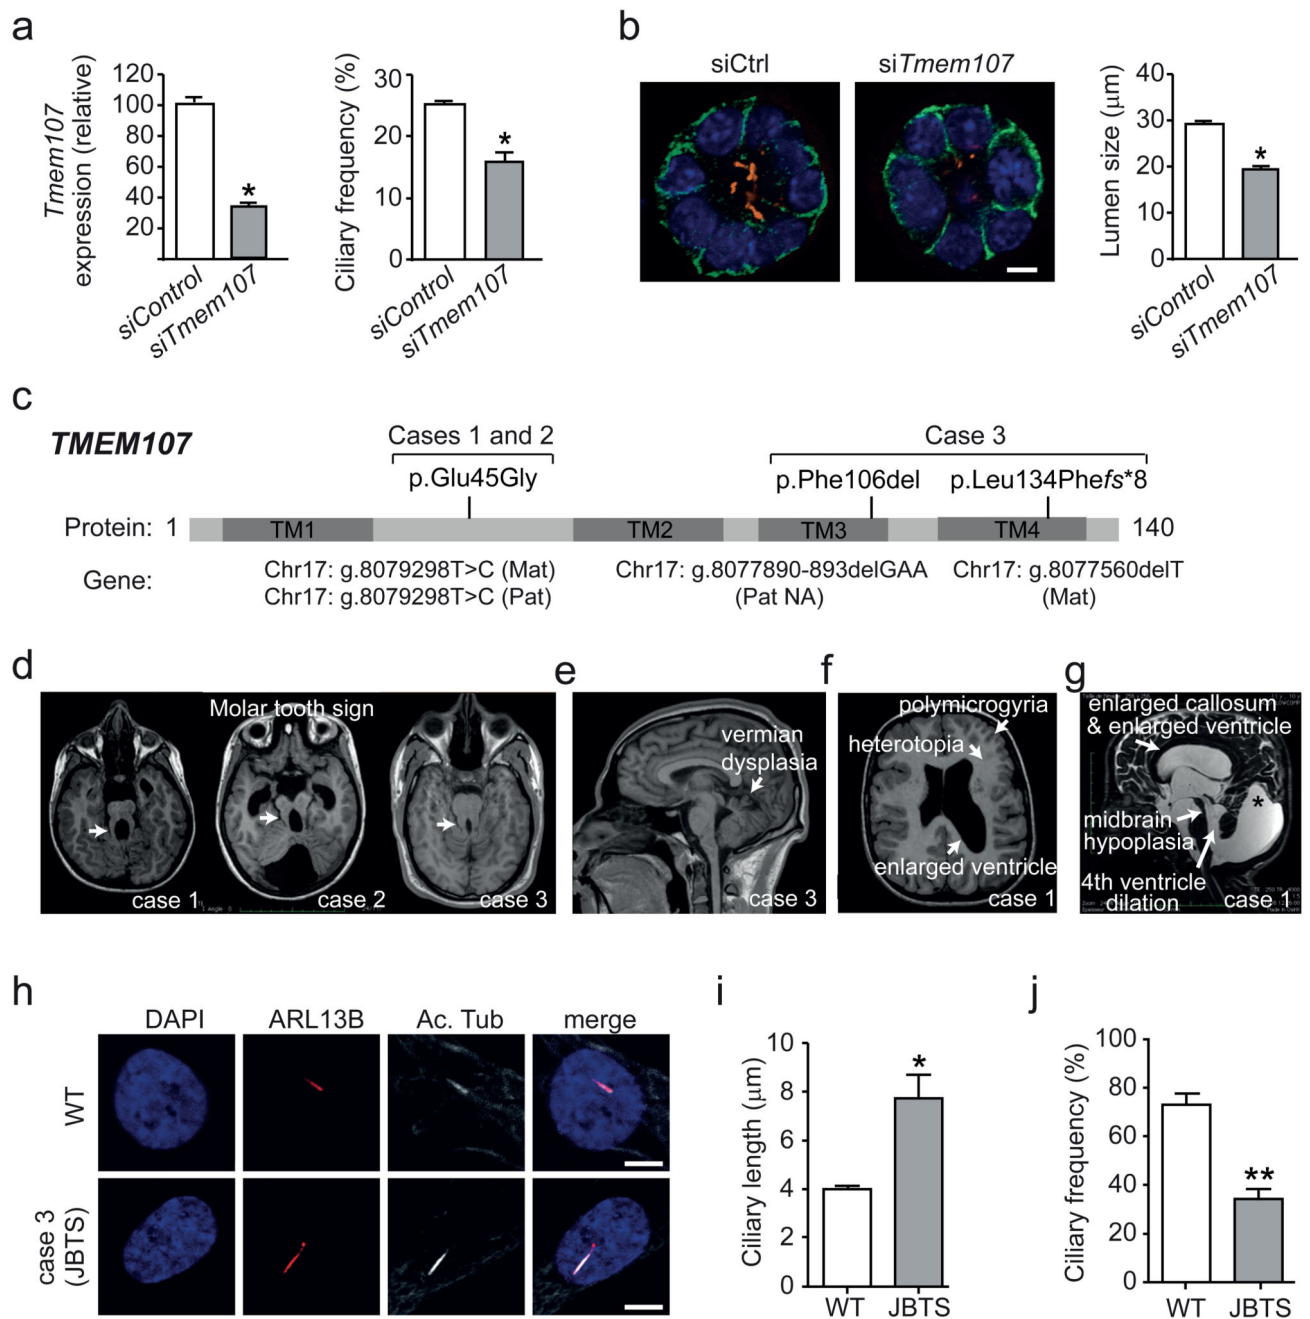 a
Tmem107
expression (relative)
120
100
80
60
40
20
*
siControl
siTmem107
Ciliary frequency (%)
30
20
10
0
*
siControl
siTmem107
b
siCtrl
siTmem107
Lumen size (μm)
40
30
20
10
0
*
siControl
siTmem107
c
TMEM107
Cases 1 and 2
Case 3
p.Glu45Gly
p.Phe106del
p.Leu134Phefs*8
Protein: 1
TM1
TM2
TM3
TM4
140
Gene:
Chr17: g.8079298T>C (Mat)
Chr17: g.8079298T>C (Pat)
Chr17: g.8077890-893delGAA
(Pat NA)
Chr17: g.8077560delT
(Mat)
d
Molar tooth sign
case 1
case 2
case 3
e
vermian
dysplasia
case 3
f
polymicrogyria
heterotopia
enlarged ventricle
case 1
g
enlarged callosum
& enlarged ventricle
*
midbrain
hypoplasia
4th ventricle
dilation
case 1
h
DAPI
ARL13B
Ac. Tub
merge
WT
case 3
(JBTS)
i
Ciliary length (μm)
10
8
6
4
2
0
*
WT
JBTS
j
Ciliary frequency (%)
100
80
60
40
20
0
**
WT
JBTS